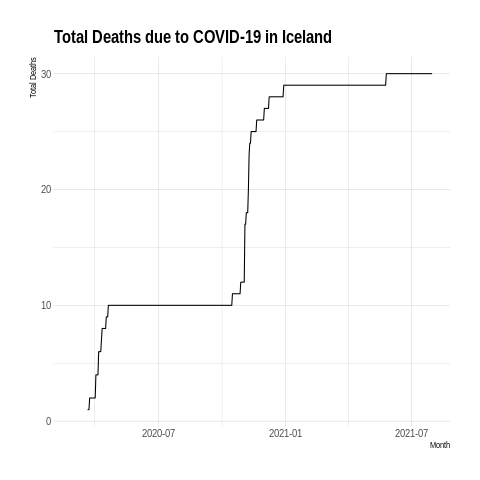 Total Deaths due to COVID-19 in Iceland
Total Deaths
30
20
10
0
2020-07
2021-01
2021-07
Month